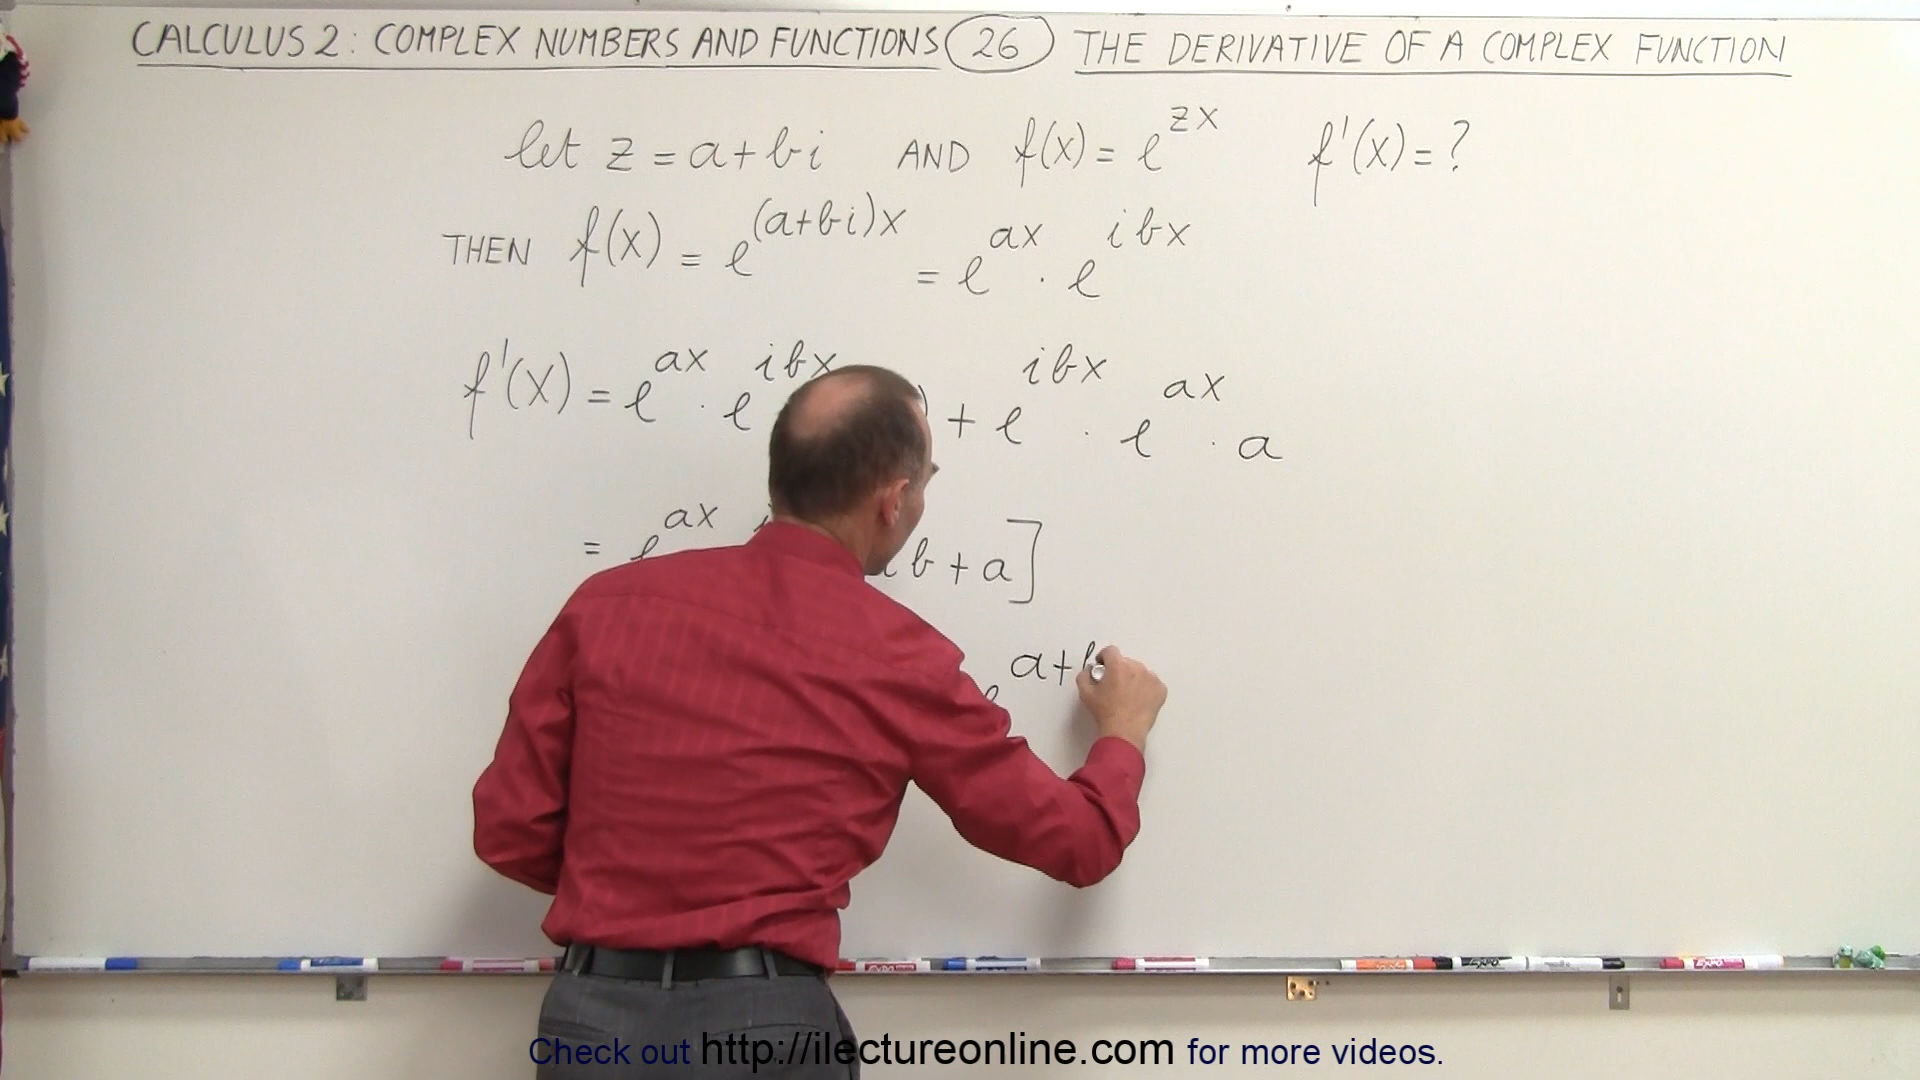 CALCULUS 2: COMPLEX NUMBERS AND FUNCTIONS (26) THE DERIVATIVE OF A COMPLEX FUNCTION
let z = a + bi AND f(x) = e^zx f'(x) = ?
THEN f(x) = e^(a+bi)x = e^ax · e^ibx
f'(x) = e^ax · e^ibx ) + e^ibx · e^ax · a
= e^ax b + a]
e^a+b
Check out http://ilectureonline.com for more videos.